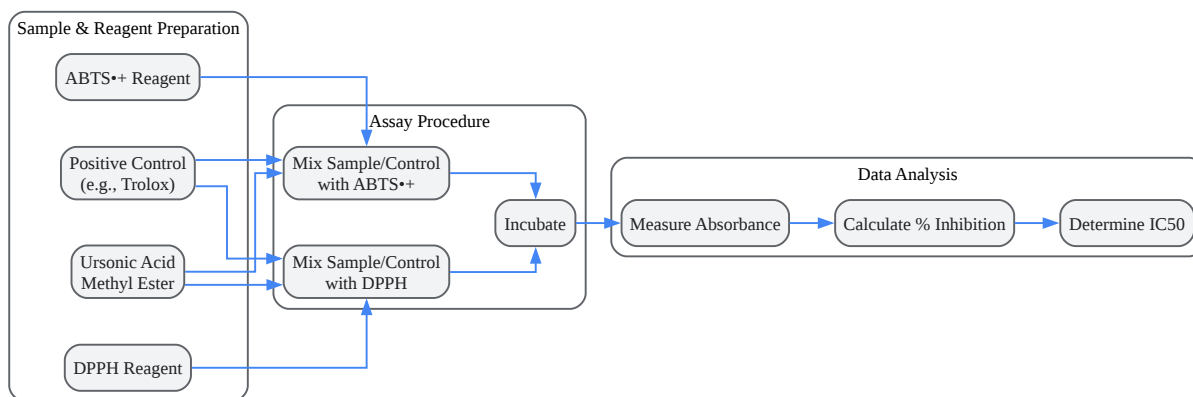 Sample & Reagent Preparation
ABTS•+ Reagent
Positive Control
(e.g., Trolox)
Ursonic Acid
Methyl Ester
DPPH Reagent
Assay Procedure
Mix Sample/Control
with ABTS•+
Mix Sample/Control
with DPPH
Incubate
Data Analysis
Measure Absorbance
Calculate % Inhibition
Determine IC50